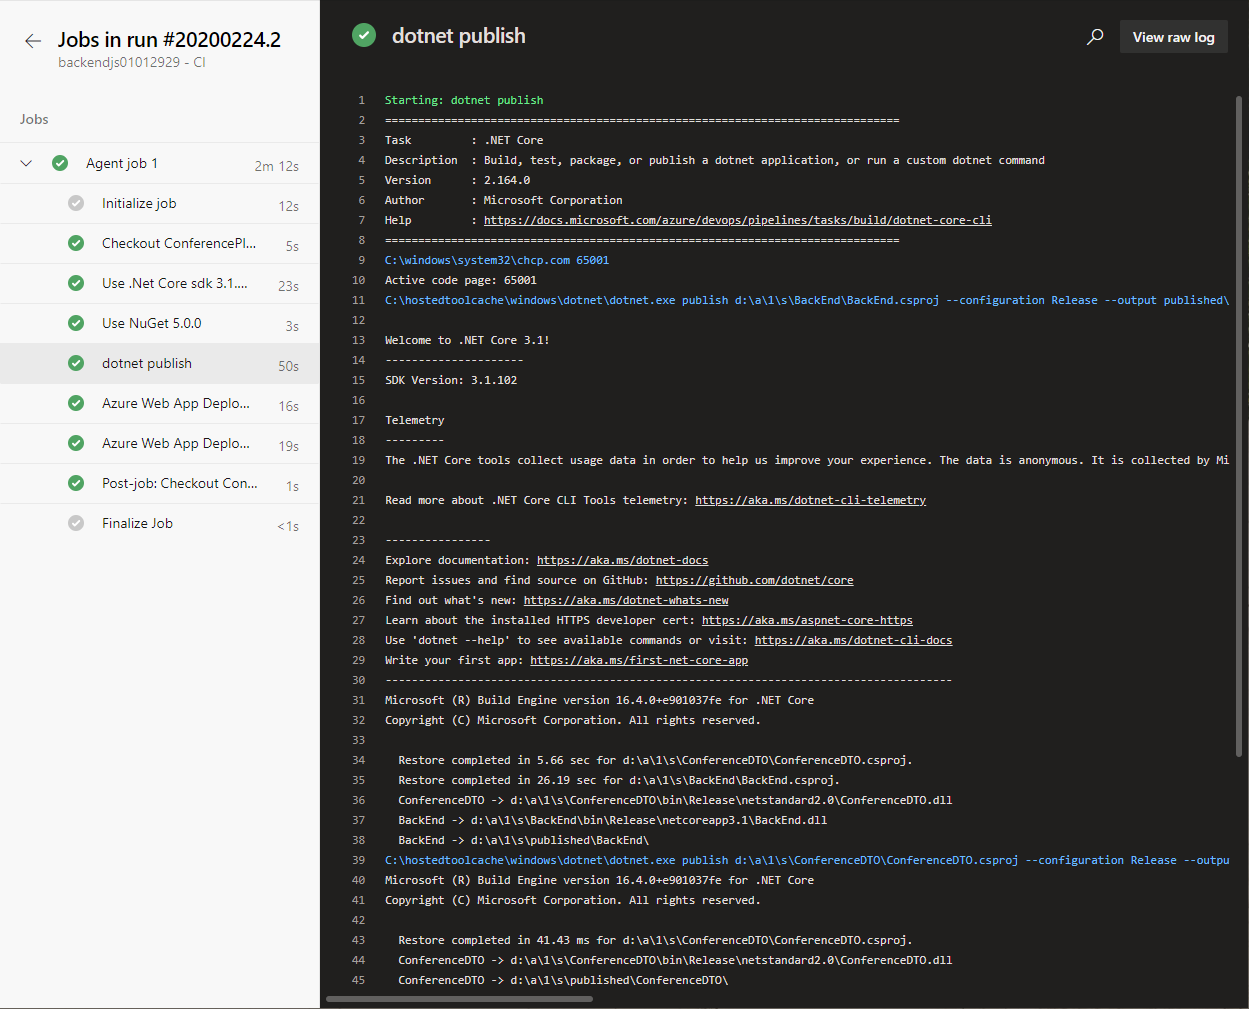 Jobs in run #20200224.2
backendjs01012929 - CI
Jobs
Agent job 1 2m 12s
Initialize job 12s
Checkout ConferencePl... 5s
Use .Net Core sdk 3.1.... 23s
Use NuGet 5.0.0 3s
dotnet publish 50s
Azure Web App Deplo... 16s
Azure Web App Deplo... 19s
Post-job: Checkout Con... 1s
Finalize Job <1s
dotnet publish
View raw log
1 Starting: dotnet publish
2 ==============================================================================
3 Task         : .NET Core
4 Description  : Build, test, package, or publish a dotnet application, or run a custom dotnet command
5 Version      : 2.164.0
6 Author       : Microsoft Corporation
7 Help         : https://docs.microsoft.com/azure/devops/pipelines/tasks/build/dotnet-core-cli
8 ==============================================================================
9 C:\windows\system32\chcp.com 65001
10 Active code page: 65001
11 C:\hostedtoolcache\windows\dotnet\dotnet.exe publish d:\a\1\s\BackEnd\BackEnd.csproj --configuration Release --output published\
12
13 Welcome to .NET Core 3.1!
14 ---------------------
15 SDK Version: 3.1.102
16
17 Telemetry
18 ---------
19 The .NET Core tools collect usage data in order to help us improve your experience. The data is anonymous. It is collected by Mi
20
21 Read more about .NET Core CLI Tools telemetry: https://aka.ms/dotnet-cli-telemetry
22
23 ----------------
24 Explore documentation: https://aka.ms/dotnet-docs
25 Report issues and find source on GitHub: https://github.com/dotnet/core
26 Find out what's new: https://aka.ms/dotnet-whats-new
27 Learn about the installed HTTPS developer cert: https://aka.ms/aspnet-core-https
28 Use 'dotnet --help' to see available commands or visit: https://aka.ms/dotnet-cli-docs
29 Write your first app: https://aka.ms/first-net-core-app
30 --------------------------------------------------------------------------------------
31 Microsoft (R) Build Engine version 16.4.0+e901037fe for .NET Core
32 Copyright (C) Microsoft Corporation. All rights reserved.
33
34   Restore completed in 5.66 sec for d:\a\1\s\ConferenceDTO\ConferenceDTO.csproj.
35   Restore completed in 26.19 sec for d:\a\1\s\BackEnd\BackEnd.csproj.
36   ConferenceDTO -> d:\a\1\s\ConferenceDTO\bin\Release\netstandard2.0\ConferenceDTO.dll
37   BackEnd -> d:\a\1\s\BackEnd\bin\Release\netcoreapp3.1\BackEnd.dll
38   BackEnd -> d:\a\1\s\published\BackEnd\
39 C:\hostedtoolcache\windows\dotnet\dotnet.exe publish d:\a\1\s\ConferenceDTO\ConferenceDTO.csproj --configuration Release --outpu
40 Microsoft (R) Build Engine version 16.4.0+e901037fe for .NET Core
41 Copyright (C) Microsoft Corporation. All rights reserved.
42
43   Restore completed in 41.43 ms for d:\a\1\s\ConferenceDTO\ConferenceDTO.csproj.
44   ConferenceDTO -> d:\a\1\s\ConferenceDTO\bin\Release\netstandard2.0\ConferenceDTO.dll
45   ConferenceDTO -> d:\a\1\s\published\ConferenceDTO\